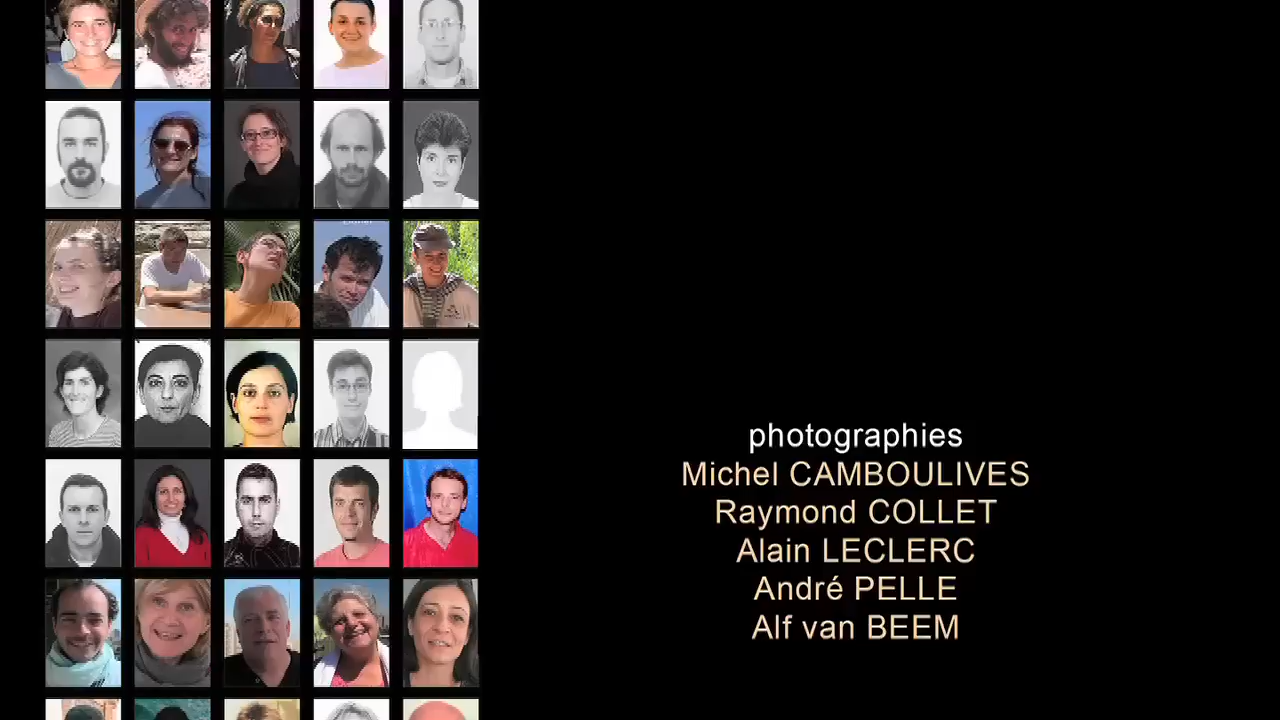 photographies
Michel CAMBOULIVES
Raymond COLLET
Alain LECLERC
André PELLE
Alf van BEEM